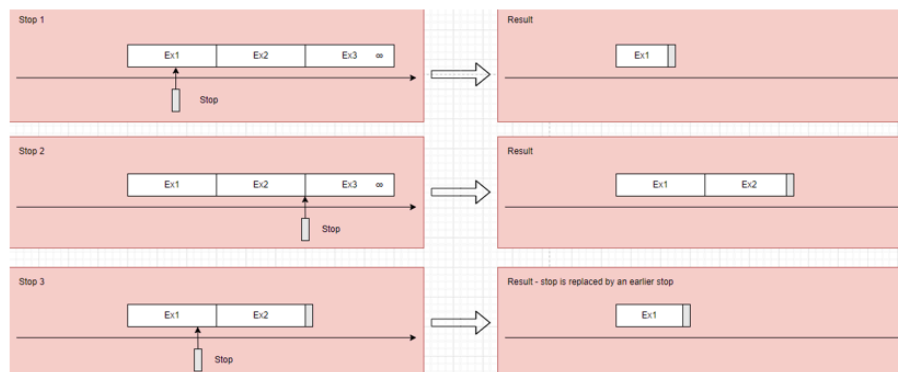 Stop 1
Ex1 Ex2 Ex3 ∞
Stop
Result
Ex1
Stop 2
Ex1 Ex2 Ex3 ∞
Stop
Result
Ex1 Ex2
Stop 3
Ex1 Ex2
Stop
Result - stop is replaced by an earlier stop
Ex1